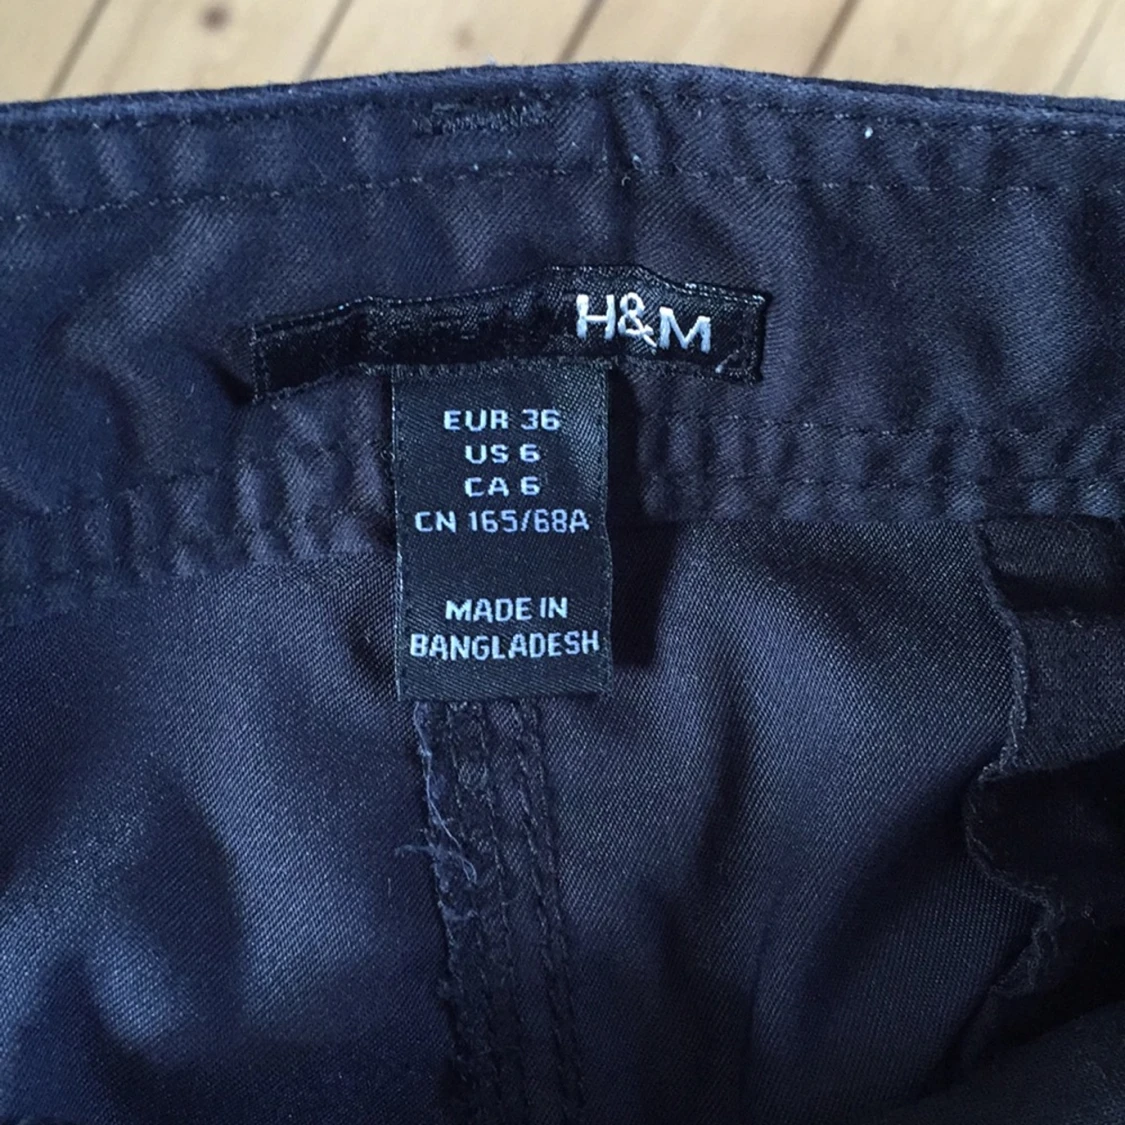 H&M
EUR 36
US 6
CA 6
CN 165/68A
MADE IN
BANGLADESH